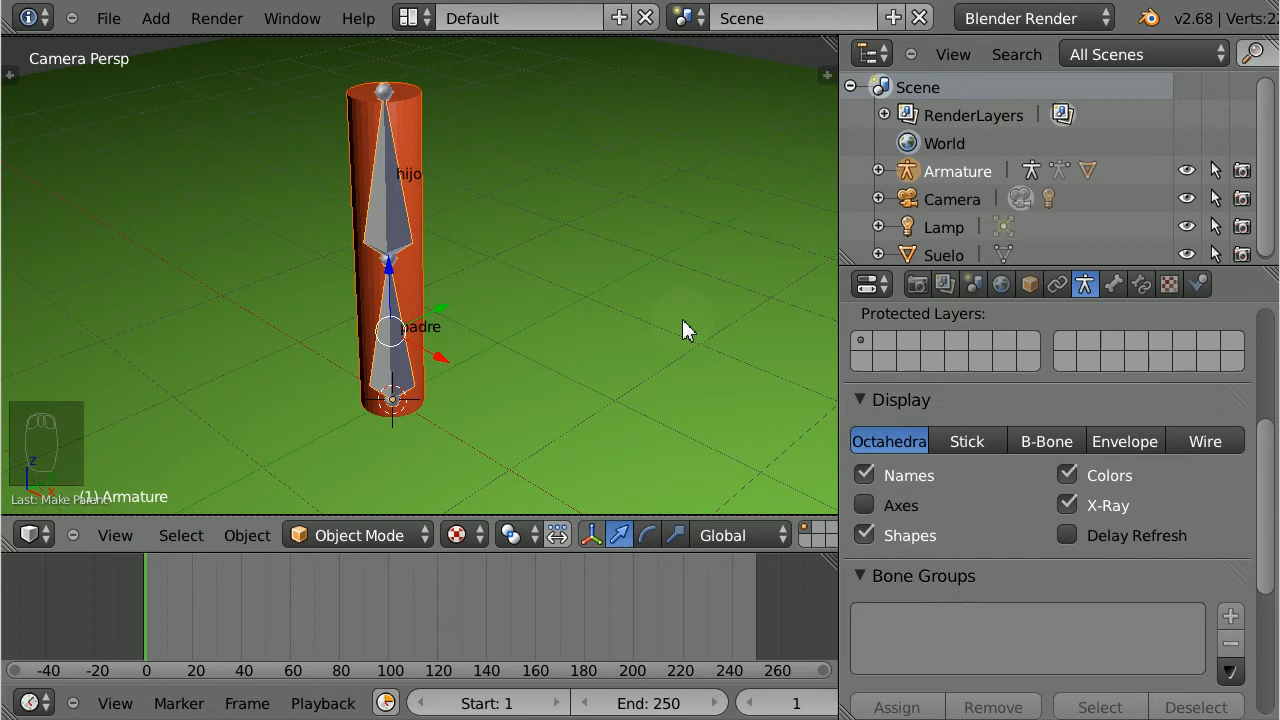 File Add Render Window Help Default Scene Blender Render v2.68 | Verts:2
Camera Persp
View Search All Scenes
Scene
RenderLayers
World
Armature
Camera
Lamp
Suelo
hijo
padre
Protected Layers:
Display
Octahedra Stick B-Bone Envelope Wire
Names Colors
Axes X-Ray
Shapes Delay Refresh
Bone Groups
Assign Remove Select Deselect
z
x
Last: Make Parent
(1) Armature
View Select Object Object Mode Global
-40 -20 0 20 40 60 80 100 120 140 160 180 200 220 240 260
View Marker Frame Playback Start: 1 End: 250 1